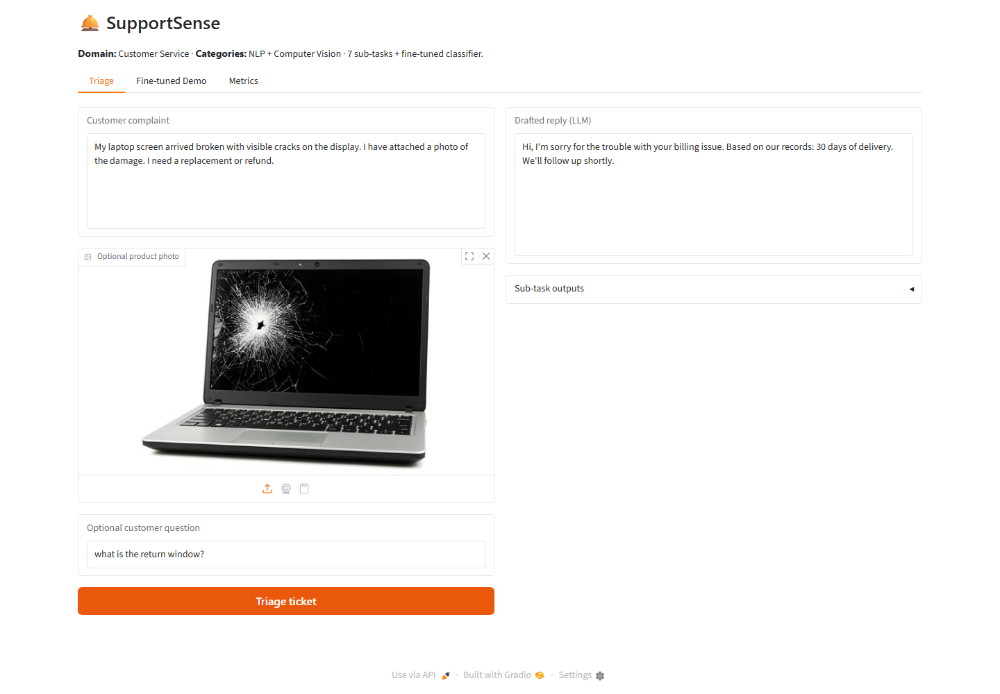 SupportSense
Domain: Customer Service · Categories: NLP + Computer Vision · 7 sub-tasks + fine-tuned classifier.
Triage
Fine-tuned Demo
Metrics
Customer complaint
My laptop screen arrived broken with visible cracks on the display. I have attached a photo of
the damage. I need a replacement or refund.
Optional product photo
Optional customer question
what is the return window?
Triage ticket
Drafted reply (LLM)
Hi, I'm sorry for the trouble with your billing issue. Based on our records: 30 days of delivery.
We'll follow up shortly.
Sub-task outputs
Use via API · Built with Gradio · Settings